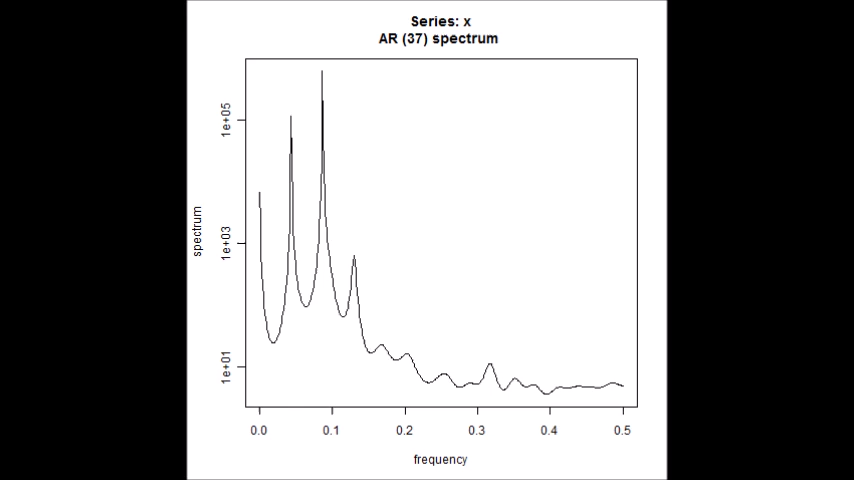 Series: x
AR (37) spectrum
spectrum
1e+05
1e+03
1e+01
0.0 0.1 0.2 0.3 0.4 0.5
frequency